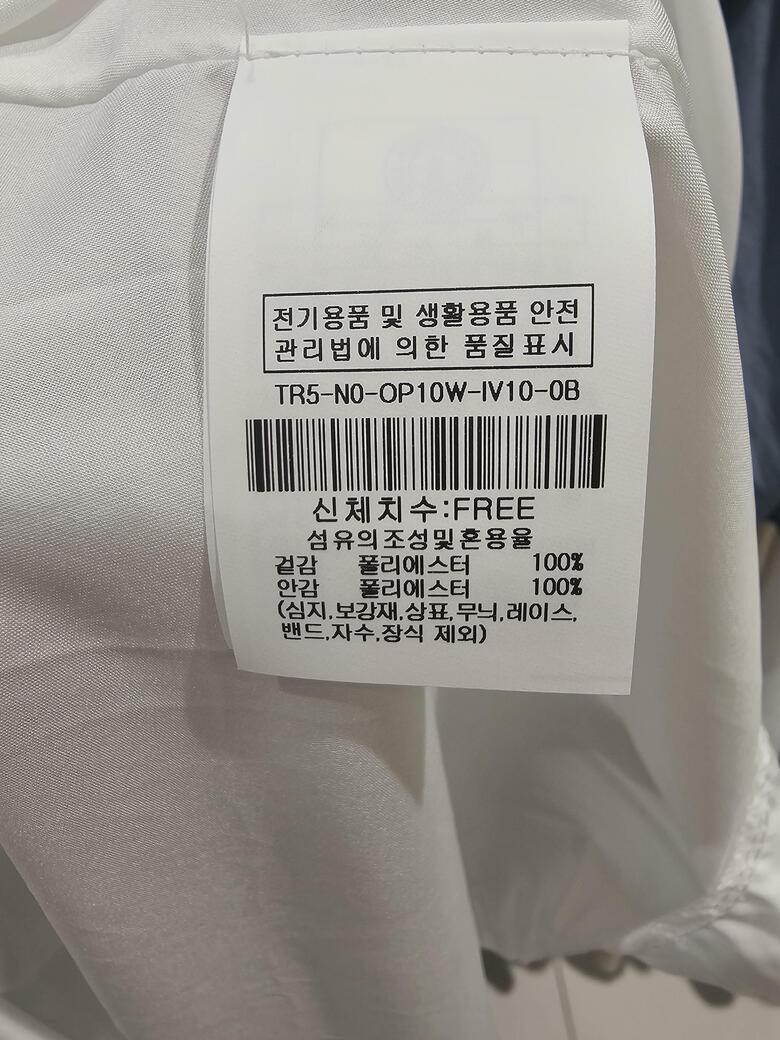 전기용품 및 생활용품 안전
관리법에 의한 품질표시
TR5-N0-OP10W-IV10-0B
신체치수:FREE
섬유의조성및혼용율
겉감 폴리에스터 100%
안감 폴리에스터 100%
(심지,보강재,상표,무늬,레이스,
밴드,자수,장식 제외)